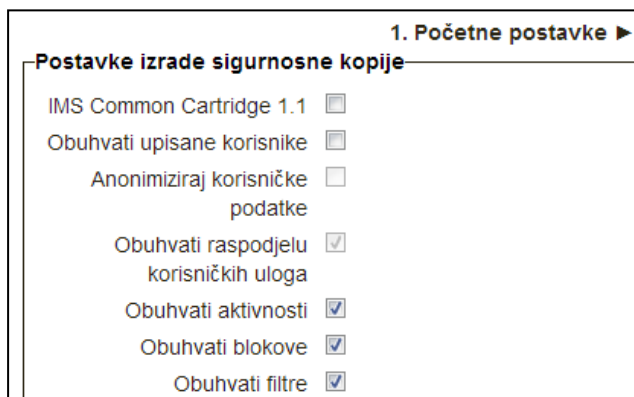 1. Početne postavke ►
Postavke izrade sigurnosne kopije
IMS Common Cartridge 1.1
Obuhvati upisane korisnike
Anonimiziraj korisničke
podatke
Obuhvati raspodjelu
korisničkih uloga
Obuhvati aktivnosti
Obuhvati blokove
Obuhvati filtre